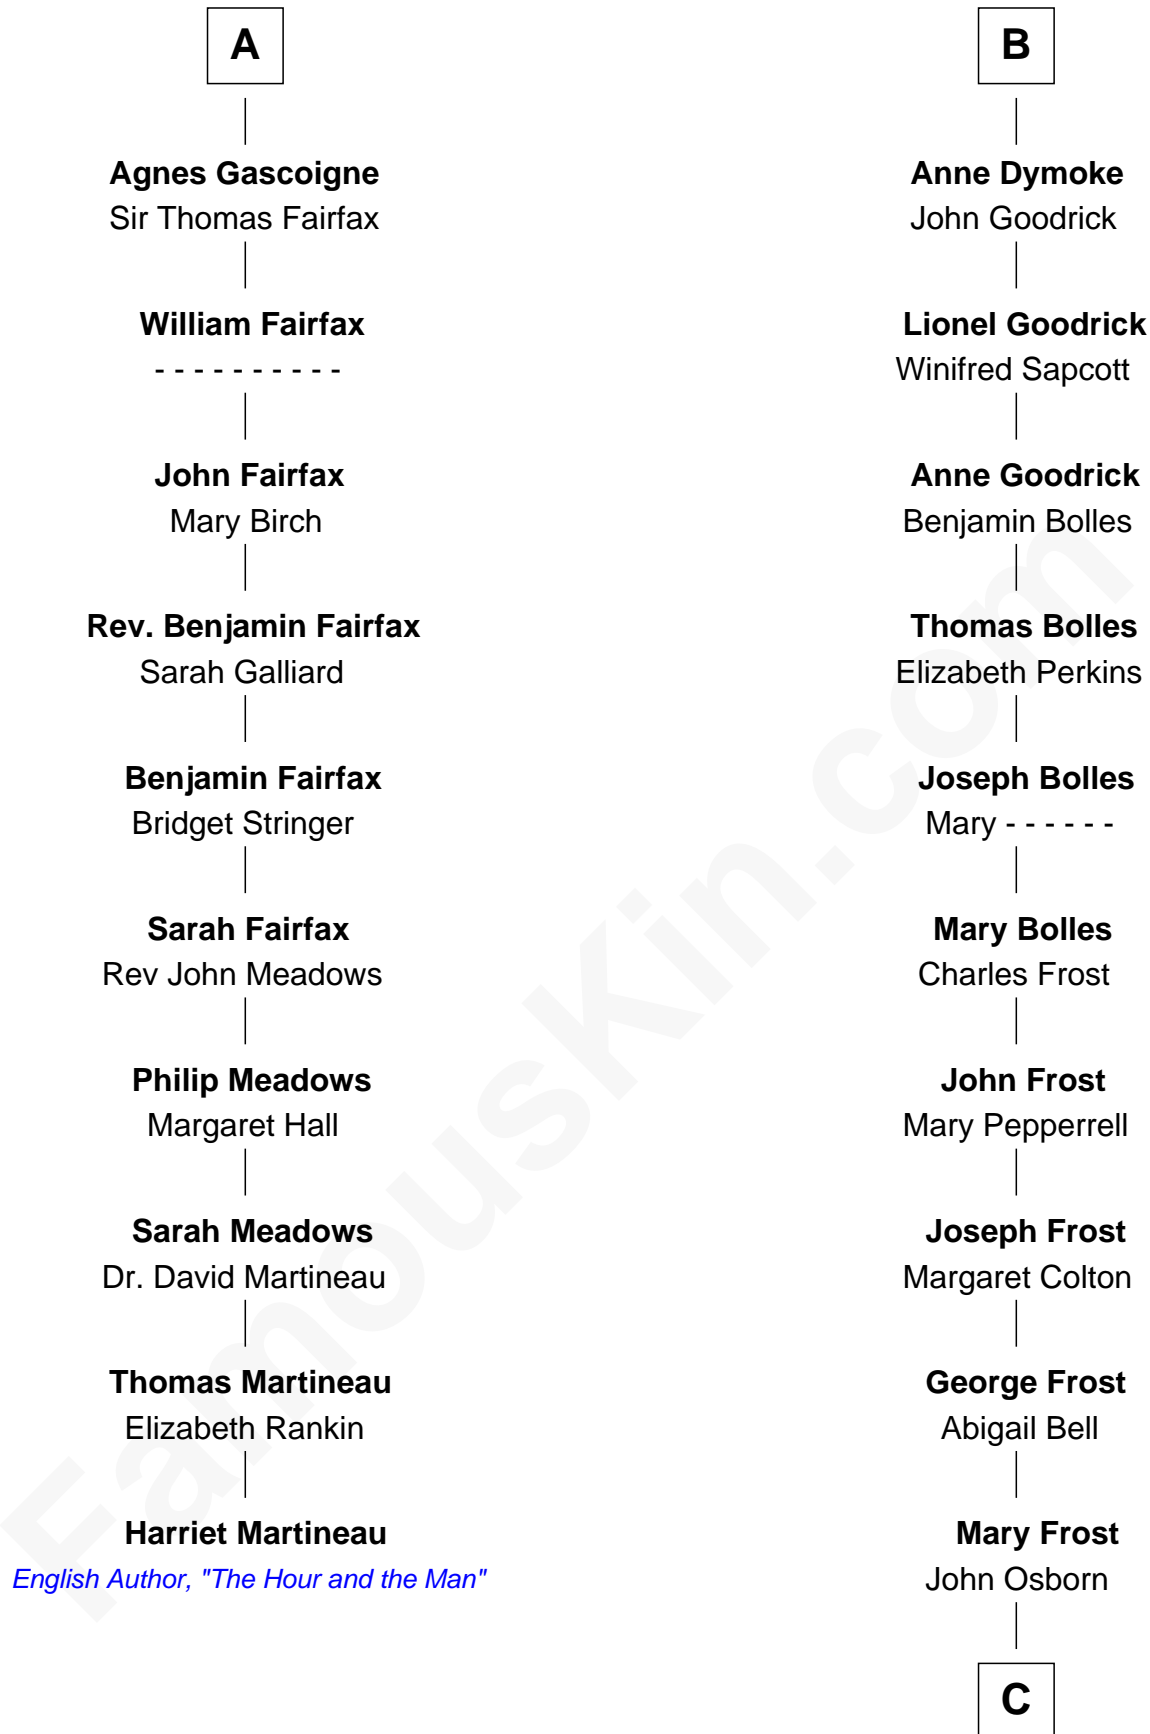 A
Agnes Gascoigne
Sir Thomas Fairfax
William Fairfax
- - - - - - - - - -
John Fairfax
Mary Birch
Rev. Benjamin Fairfax
Sarah Galliard
Benjamin Fairfax
Bridget Stringer
Sarah Fairfax
Rev John Meadows
Philip Meadows
Margaret Hall
Sarah Meadows
Dr. David Martineau
Thomas Martineau
Elizabeth Rankin
Harriet Martineau
English Author, "The Hour and the Man"
B
Anne Dymoke
John Goodrick
Lionel Goodrick
Winifred Sapcott
Anne Goodrick
Benjamin Bolles
Thomas Bolles
Elizabeth Perkins
Joseph Bolles
Mary - - - - - -
Mary Bolles
Charles Frost
John Frost
Mary Pepperrell
Joseph Frost
Margaret Colton
George Frost
Abigail Bell
Mary Frost
John Osborn
C
FamousKin.com